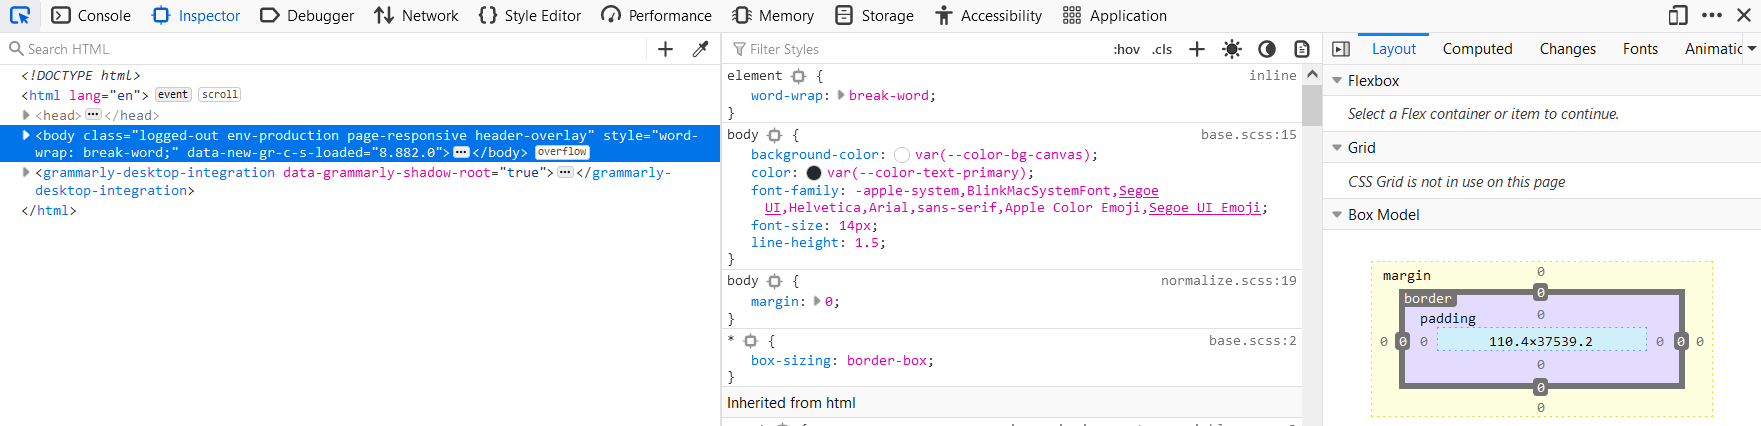 Console Inspector Debugger Network Style Editor Performance Memory Storage Accessibility Application
Search HTML
Filter Styles :hov .cls
Layout Computed Changes Fonts
<!DOCTYPE html>
<html lang="en"> event scroll
<head> ••• </head>
<body class="logged-out env-production page-responsive header-overlay" style="word-
wrap: break-word;" data-new-gr-c-s-loaded="8.882.0"> ••• </body> overflow
<grammarly-desktop-integration data-grammarly-shadow-root="true"> ••• </grammarly-
desktop-integration>
</html>
element { inline
word-wrap: break-word;
}
body { base.scss:15
background-color: var(--color-bg-canvas);
color: var(--color-text-primary);
font-family: -apple-system,BlinkMacSystemFont,Segoe
UI,Helvetica,Arial,sans-serif,Apple Color Emoji,Segoe UI Emoji;
font-size: 14px;
line-height: 1.5;
}
body { normalize.scss:19
margin: 0;
}
* { base.scss:2
box-sizing: border-box;
}
Inherited from html
Flexbox
Select a Flex container or item to continue.
Grid
CSS Grid is not in use on this page
Box Model
margin 0
border 0
padding 0
0 0 0 110.4×37539.2 0 0 0
0
0
0